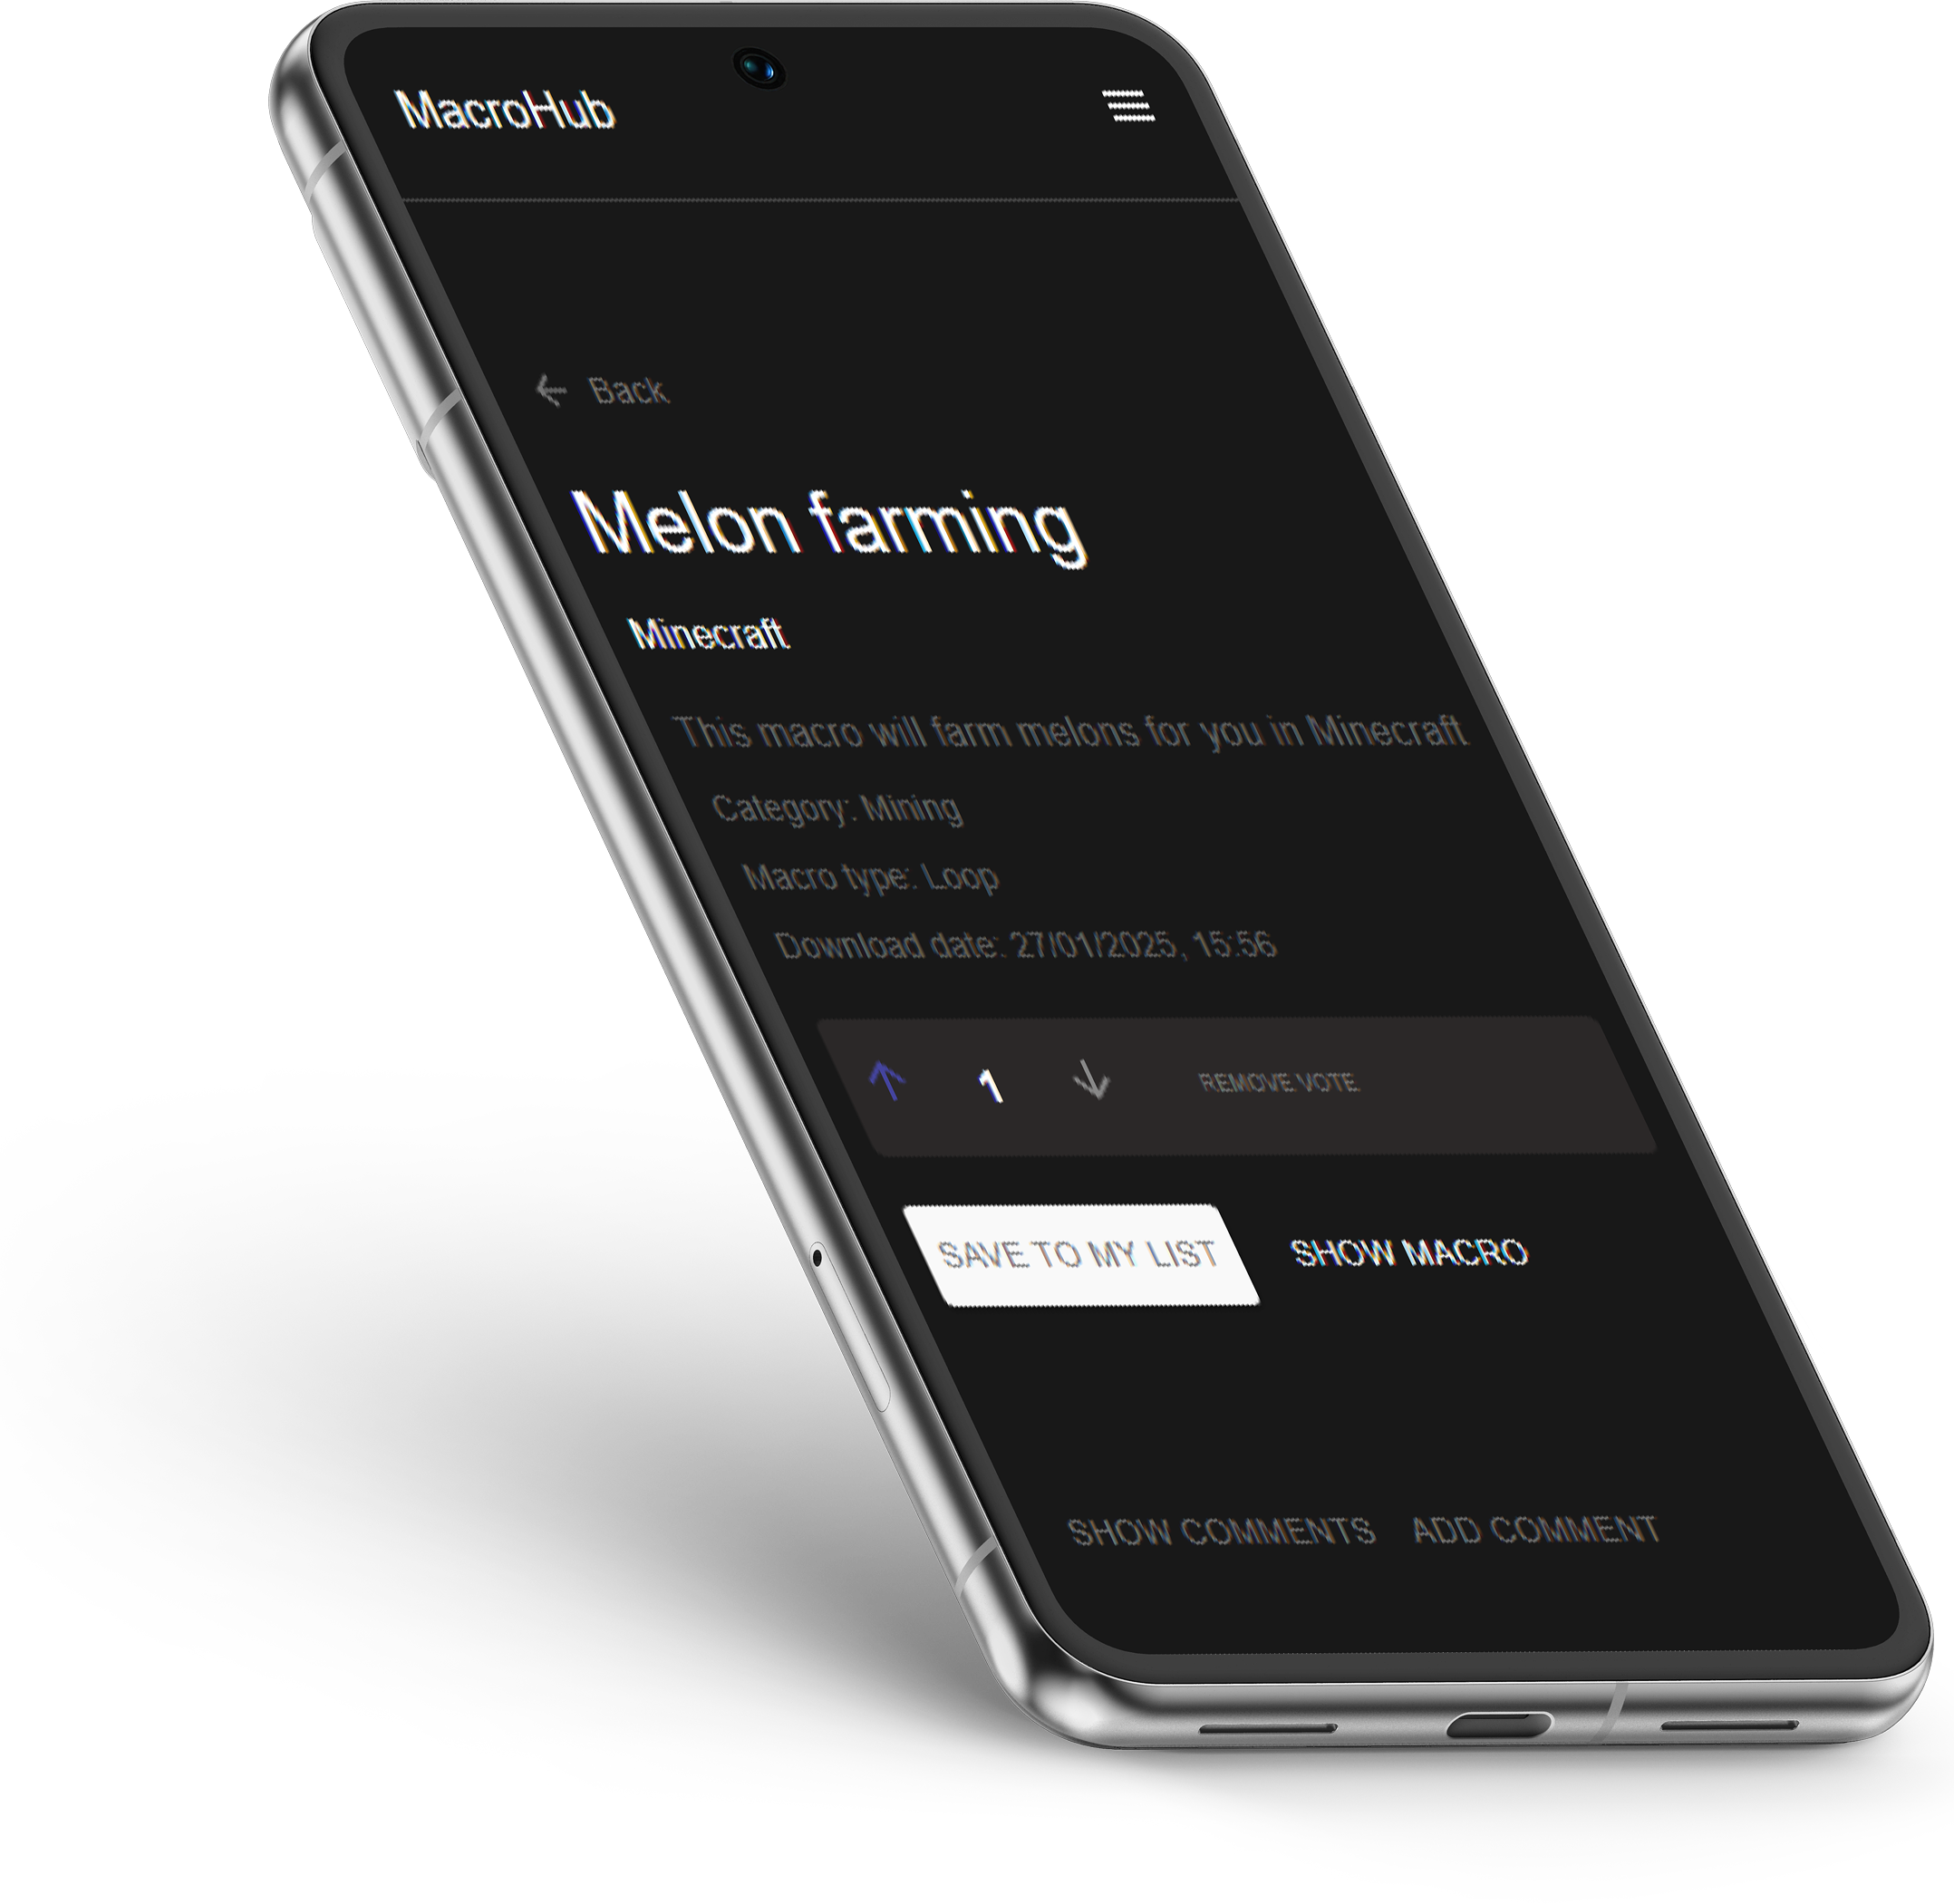 MacroHub
Back
Melon farming
Minecraft
This macro will farm melons for you in Minecraft
Category: Mining
Macro type: Loop
Download date: 27/01/2025, 15:56
1 REMOVE VOTE
SAVE TO MY LIST SHOW MACRO
SHOW COMMENTS ADD COMMENT